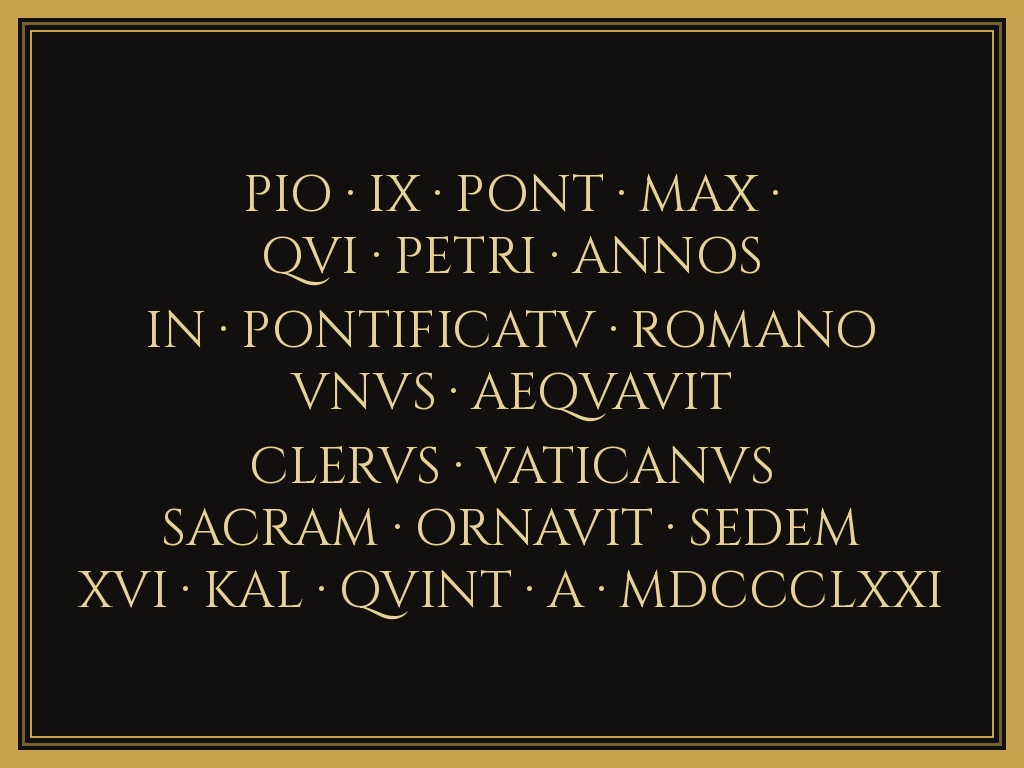 PIO · IX · PONT · MAX ·
QVI · PETRI · ANNOS
IN · PONTIFICATV · ROMANO
VNVS · AEQVAVIT
CLERVS · VATICANVS
SACRAM · ORNAVIT · SEDEM
XVI · KAL · QVINT · A · MDCCCLXXI